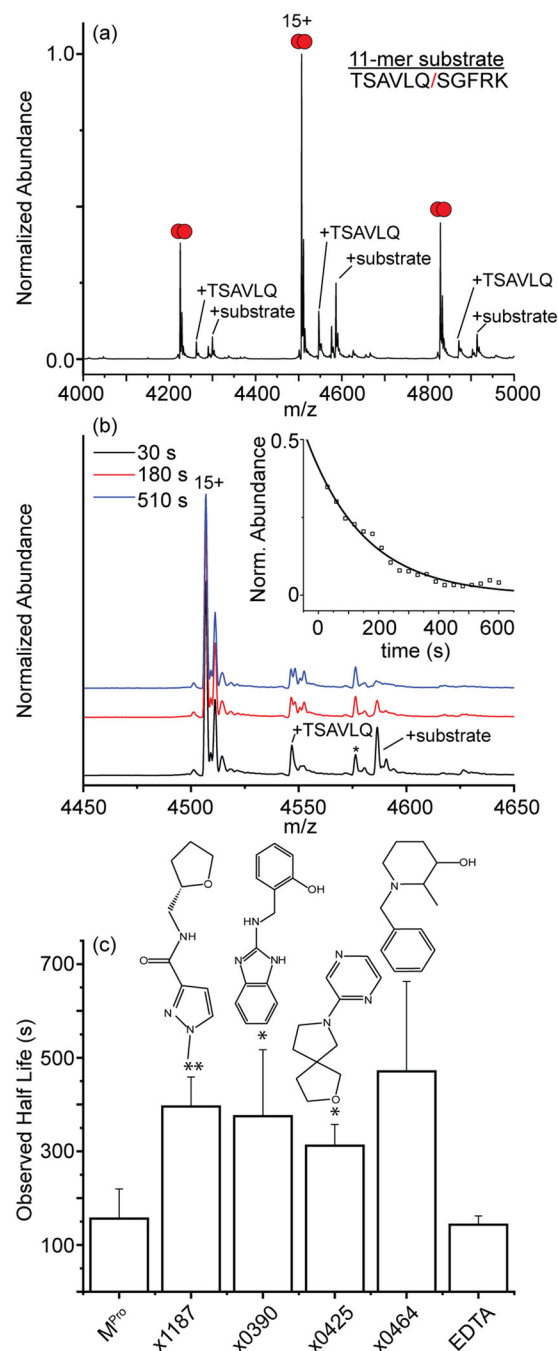 (a)
15+
1.0
11-mer substrate
TSAVLQ/SGFRK
Normalized Abundance
+TSAVLQ
+substrate
+TSAVLQ
+substrate
+TSAVLQ
+substrate
0.0
4000 4200 4400 4600 4800 5000
m/z
(b)
30 s
180 s
510 s
15+
0.5
Norm. Abundance
0
0 200 400 600
time (s)
Normalized Abundance
+TSAVLQ
*
+substrate
4450 4500 4550 4600 4650
m/z
(c)
O
NH
O
N
N
OH
HN
N
NH
N
N
N
O
OH
N
700
500
300
100
Observed Half Life (s)
**
*
*
MPro
x1187
x0390
x0425
x0464
EDTA